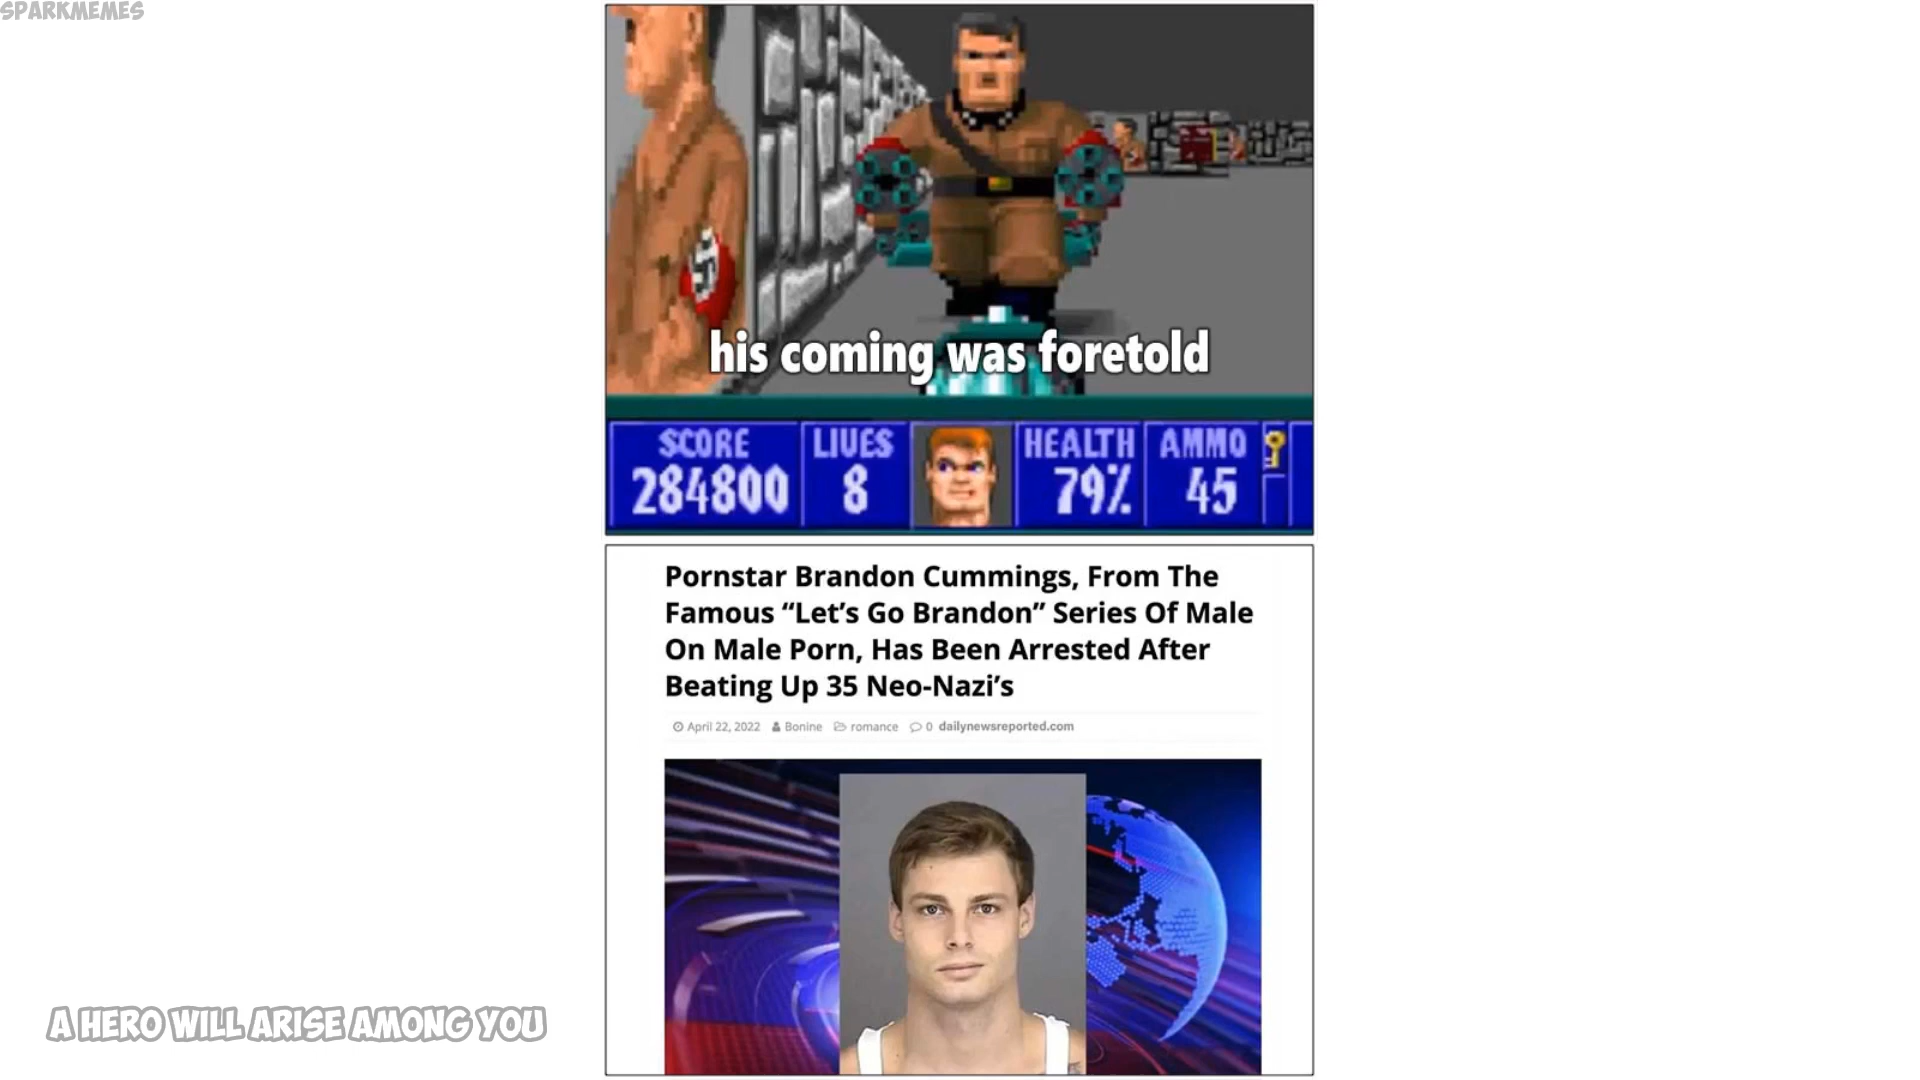 SPARKMEMES
his coming was foretold
SCORE LIVES HEALTH AMMO
284800 8 79% 45
Pornstar Brandon Cummings, From The
Famous “Let’s Go Brandon” Series Of Male
On Male Porn, Has Been Arrested After
Beating Up 35 Neo-Nazi’s
April 22, 2022 Bonine romance 0 dailynewsreported.com
A HERO WILL ARISE AMONG YOU